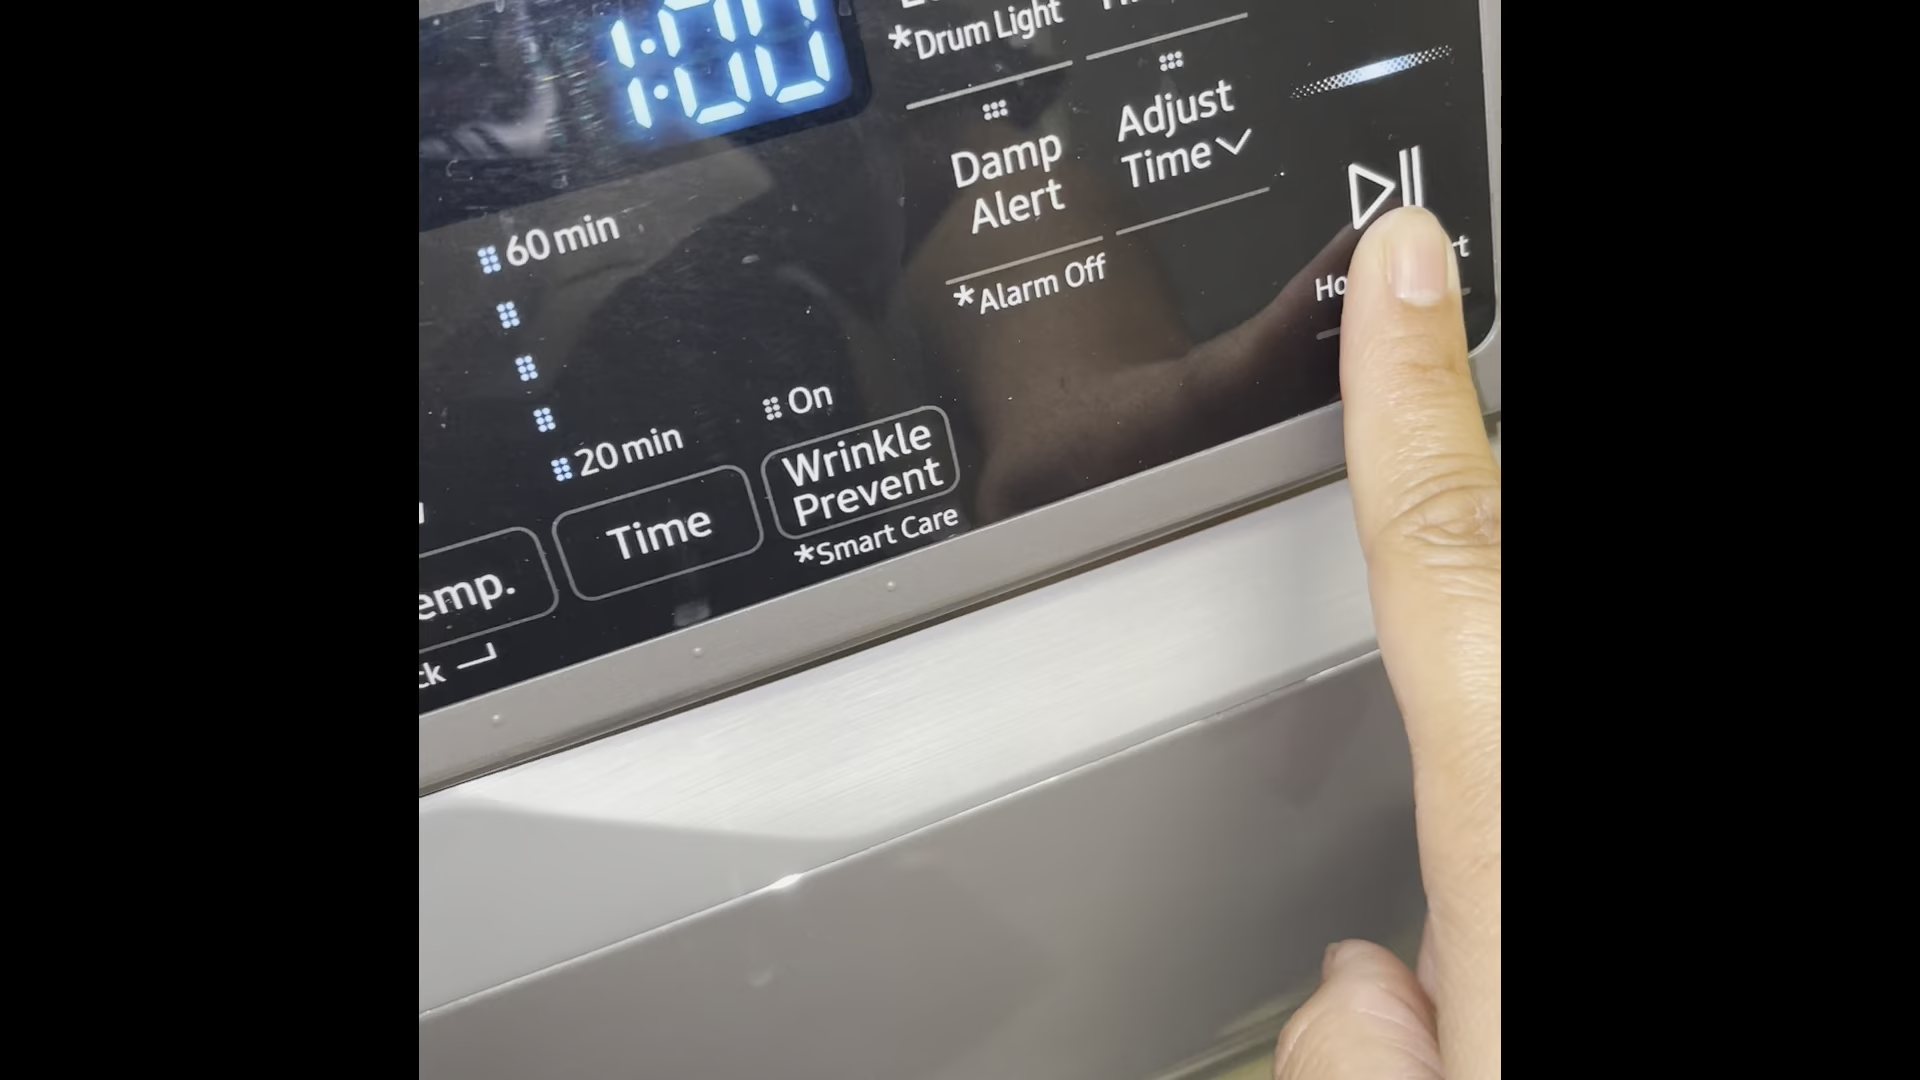 1:00
*Drum Light
Damp
Alert
*Alarm Off
Adjust
Time
60 min
20 min
On
Wrinkle
Prevent
*Smart Care
Time